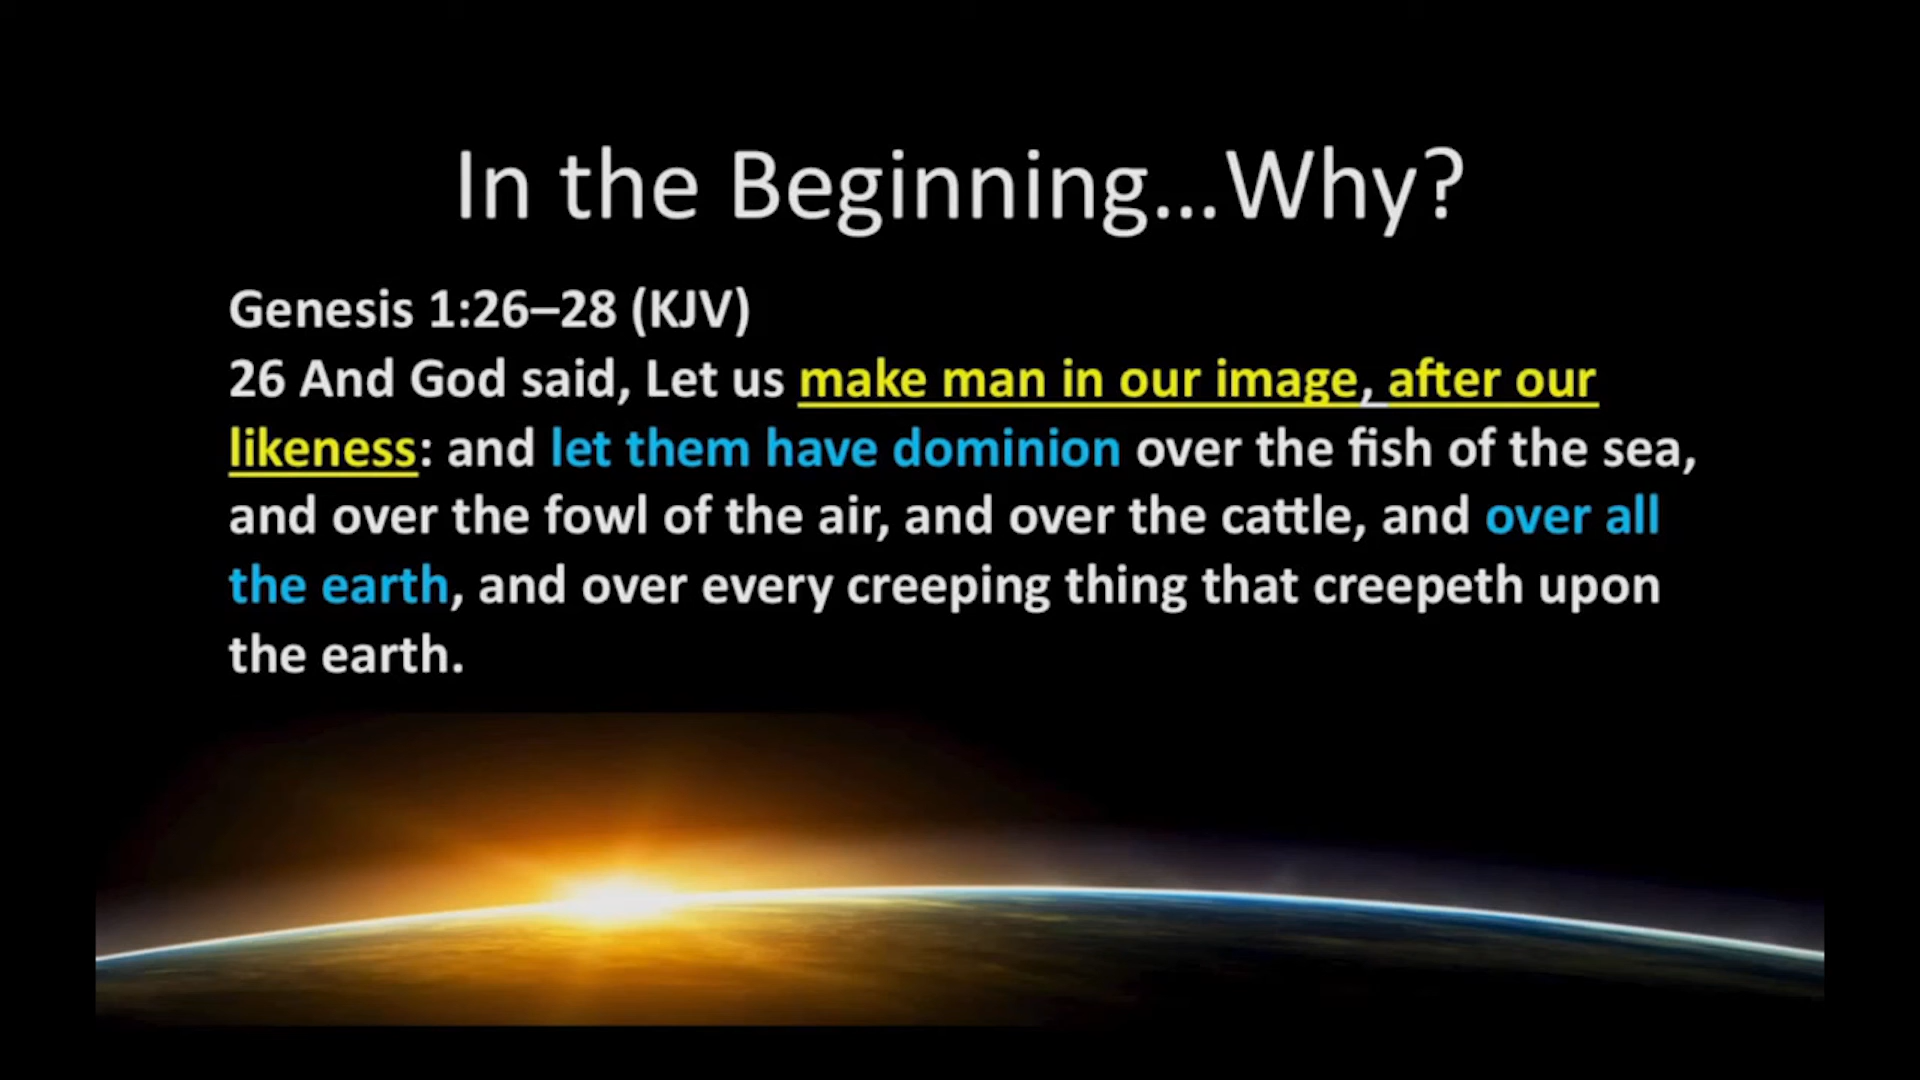 In the Beginning...Why?
Genesis 1:26–28 (KJV)
26 And God said, Let us make man in our image, after our
likeness: and let them have dominion over the fish of the sea,
and over the fowl of the air, and over the cattle, and over all
the earth, and over every creeping thing that creepeth upon
the earth.